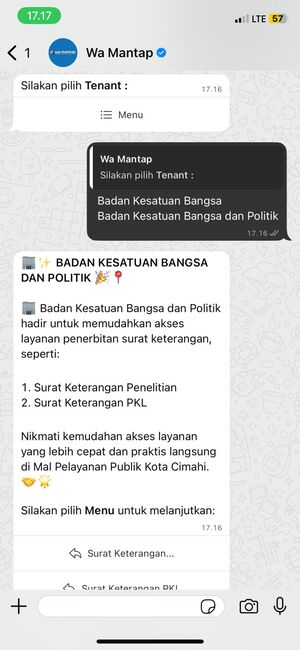 17.17
LTE 57
1
wa mantap
Wa Mantap
Silakan pilih Tenant :
17.16
Menu
Wa Mantap
Silakan pilih Tenant :
Badan Kesatuan Bangsa
Badan Kesatuan Bangsa dan Politik
17.16
🏢✨ BADAN KESATUAN BANGSA
DAN POLITIK 🎉📍
🏢 Badan Kesatuan Bangsa dan Politik
hadir untuk memudahkan akses
layanan penerbitan surat keterangan,
seperti:
1. Surat Keterangan Penelitian
2. Surat Keterangan PKL
Nikmati kemudahan akses layanan
yang lebih cepat dan praktis langsung
di Mal Pelayanan Publik Kota Cimahi.
🤝🌟
Silakan pilih Menu untuk melanjutkan:
17.16
Surat Keterangan...
Surat Keterangan PKL